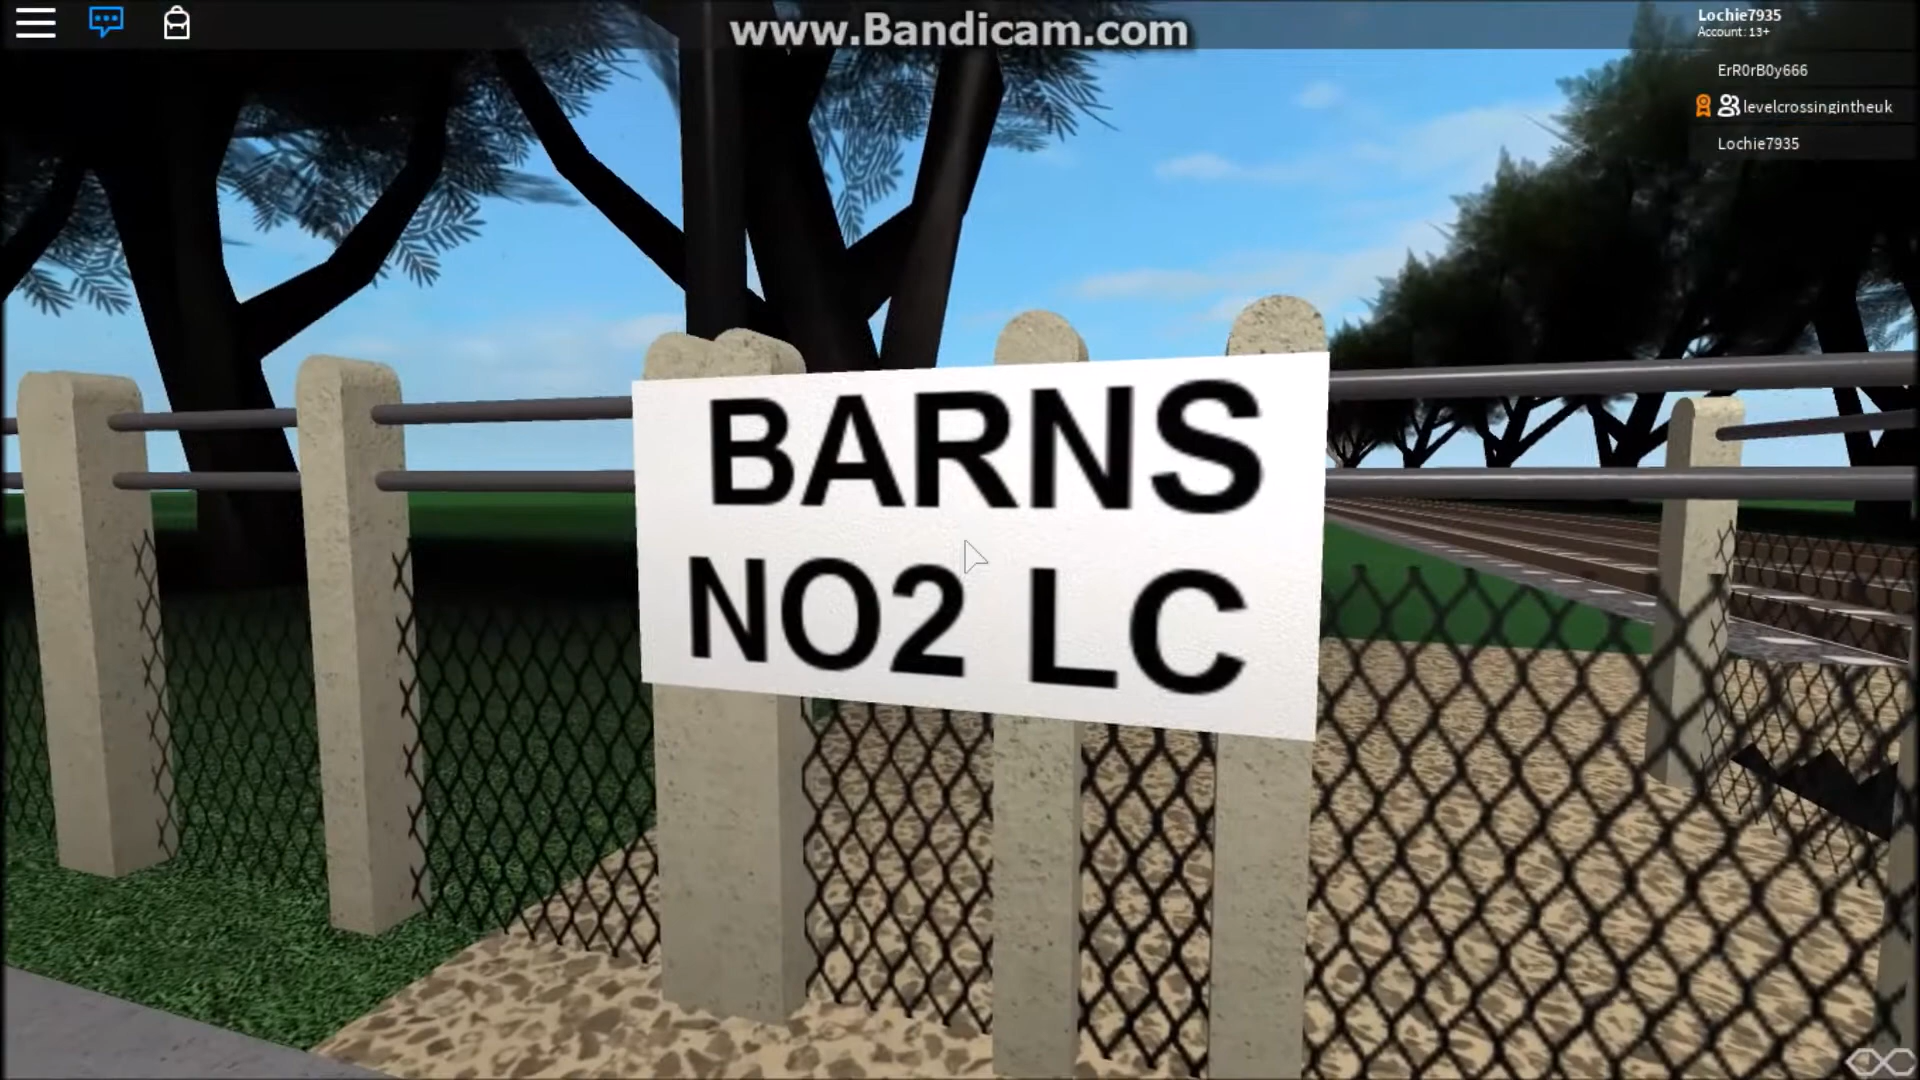 www.Bandicam.com
Lochie7935
Account: 13+
ErR0rB0y666
levelcrossingintheuk
Lochie7935
BARNS
NO2 LC